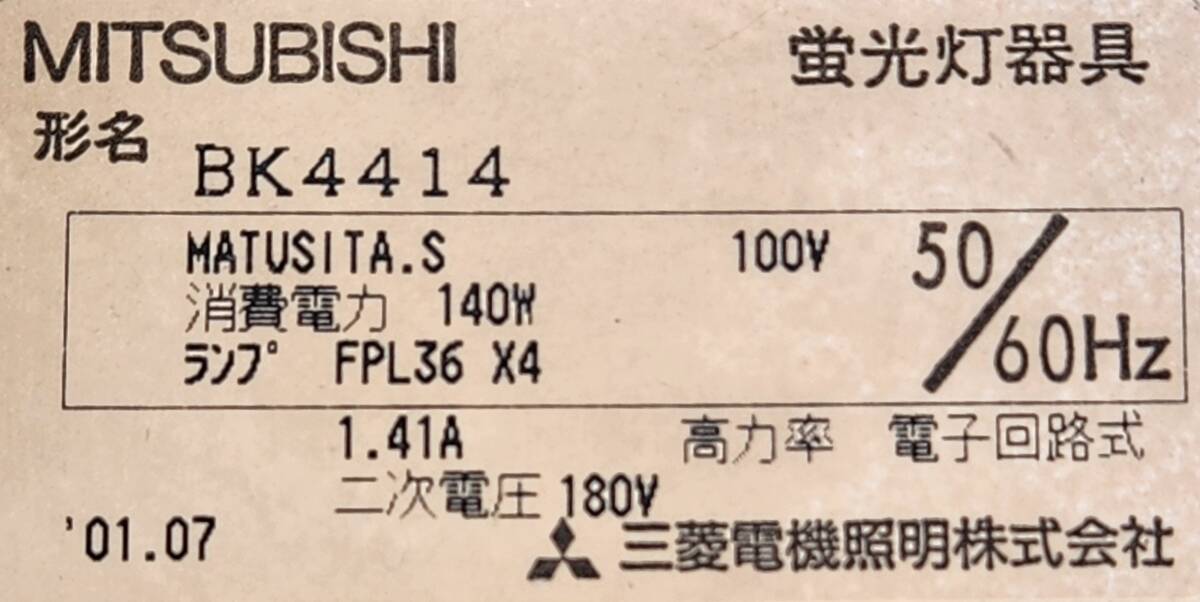 MITSUBISHI 蛍光灯器具
形名 BK4414
MATUSITA.S 100V 50/60Hz
消費電力 140W
ランプ FPL36 X4
1.41A 高力率 電子回路式
二次電圧 180V
'01.07 三菱電機照明株式会社